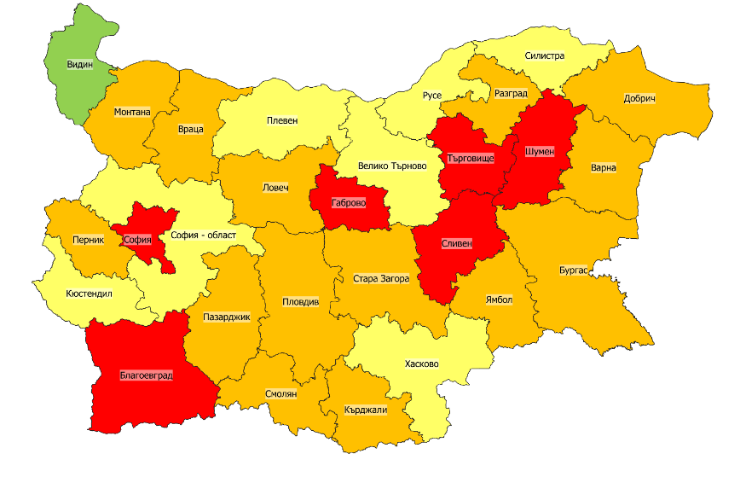 Силистра
Видин
Русе
Разград
Добрич
Монтана
Плевен
Враца
Търговище
Шумен
Велико Търново
Варна
Ловеч
Габрово
София - област
Перник
София
Сливен
Бургас
Стара Загора
Кюстендил
Пловдив
Ямбол
Пазарджик
Хасково
Благоевград
Смолян
Кърджали